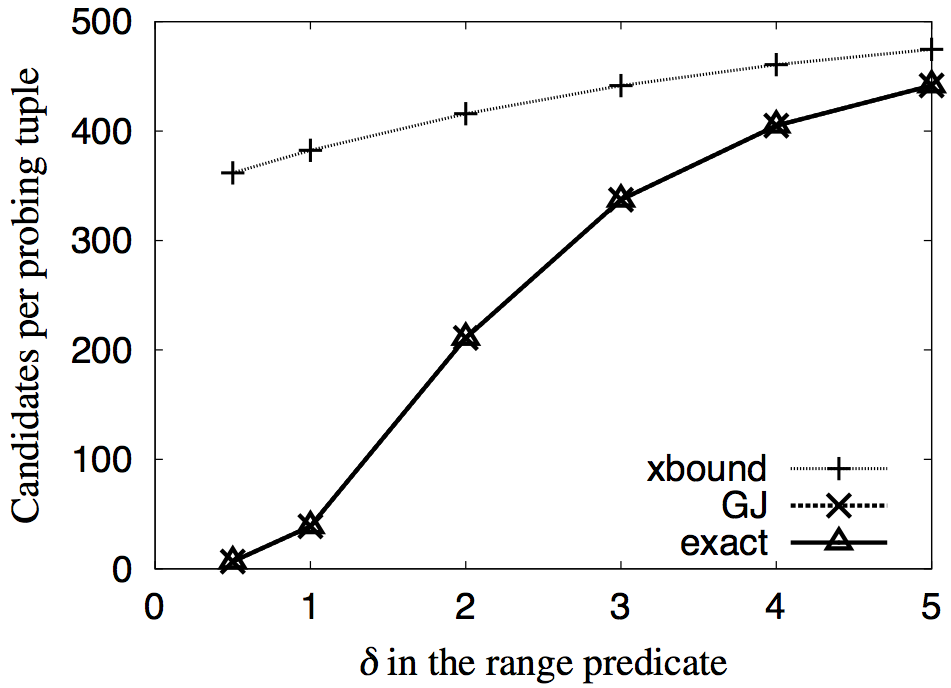 500
400
300
200
100
0
Candidates per probing tuple
xbound
GJ
exact
0 1 2 3 4 5
δ in the range predicate